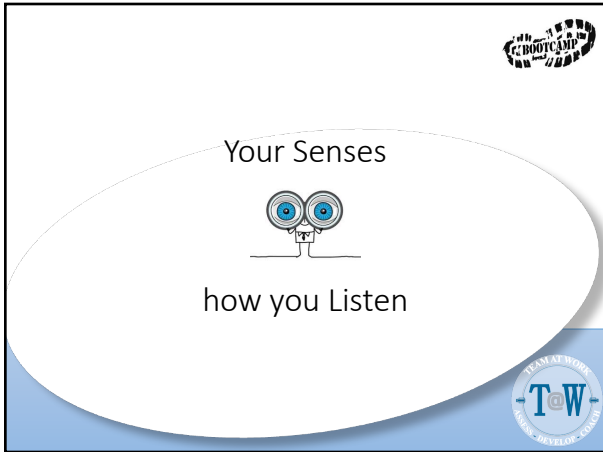 BOOTCAMP
Your Senses
how you Listen
TEAM AT WORK
T@W
ASSESS - DEVELOP - COACH